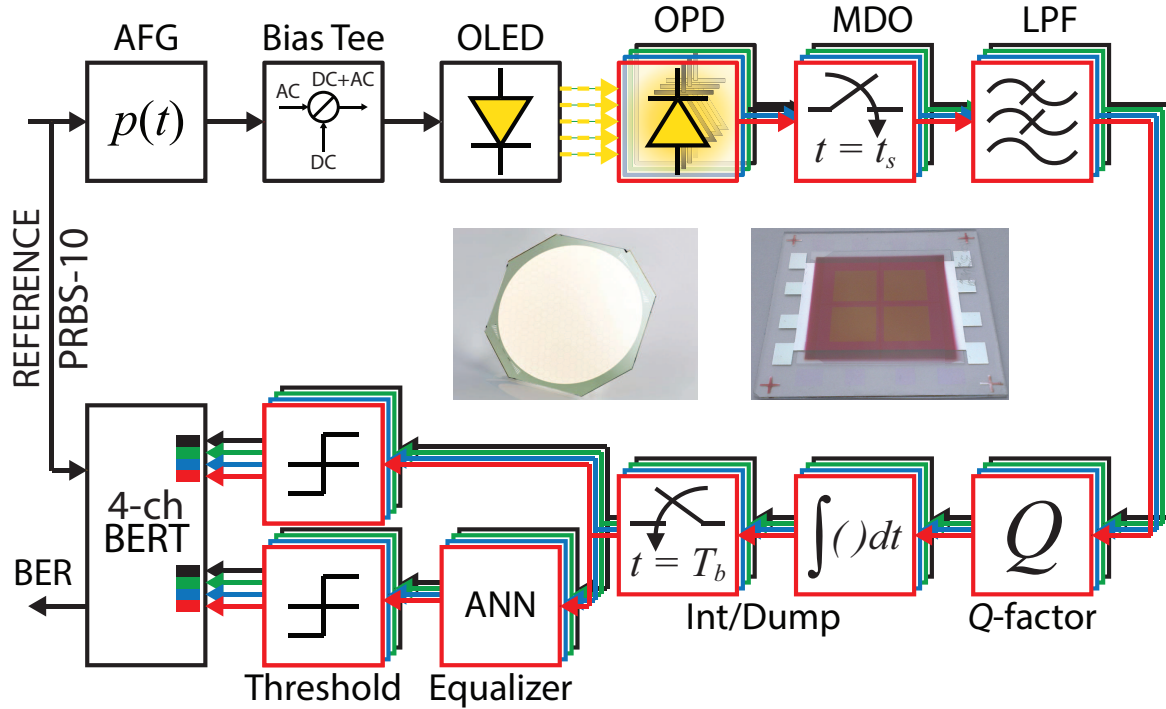 AFG
Bias Tee
OLED
OPD
MDO
LPF
p(t)
AC
DC+AC
DC
t = tₛ
REFERENCE
PRBS-10
4-ch
BERT
BER
ANN
t = T_b
∫()dt
Q
Int/Dump
Q-factor
Threshold
Equalizer